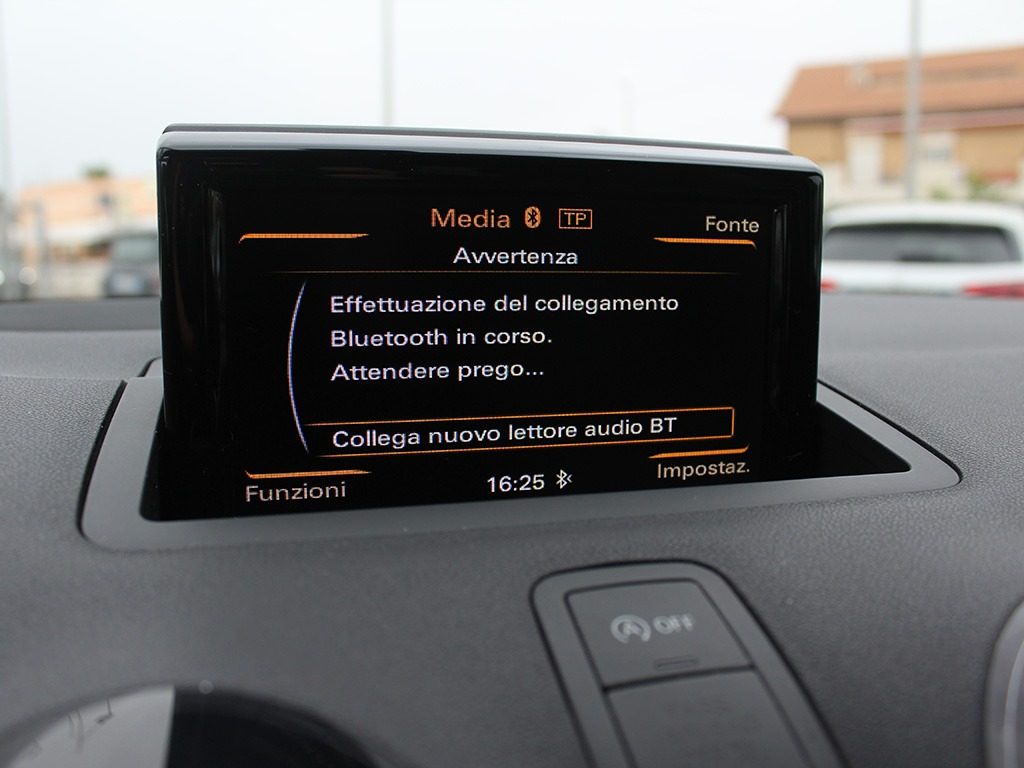 Media TP
Fonte
Avvertenza
Effettuazione del collegamento
Bluetooth in corso.
Attendere prego...
Collega nuovo lettore audio BT
Funzioni
16:25
Impostaz.
A OFF